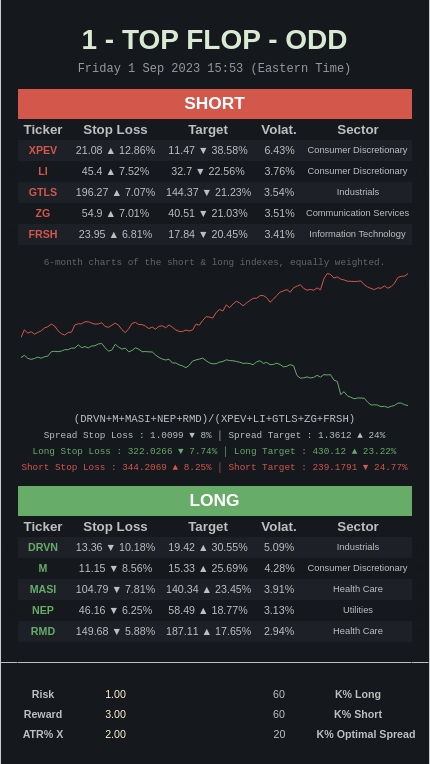 1 - TOP FLOP - ODD
Friday 1 Sep 2023 15:53 (Eastern Time)
SHORT
Ticker Stop Loss Target Volat. Sector
XPEV 21.08 ▲ 12.86% 11.47 ▼ 38.58% 6.43% Consumer Discretionary
LI 45.4 ▲ 7.52% 32.7 ▼ 22.56% 3.76% Consumer Discretionary
GTLS 196.27 ▲ 7.07% 144.37 ▼ 21.23% 3.54% Industrials
ZG 54.9 ▲ 7.01% 40.51 ▼ 21.03% 3.51% Communication Services
FRSH 23.95 ▲ 6.81% 17.84 ▼ 20.45% 3.41% Information Technology
6-month charts of the short & long indexes, equally weighted.
(DRVN+M+MASI+NEP+RMD)/(XPEV+LI+GTLS+ZG+FRSH)
Spread Stop Loss : 1.0099 ▼ 8% | Spread Target : 1.3612 ▲ 24%
Long Stop Loss : 322.0266 ▼ 7.74% | Long Target : 430.12 ▲ 23.22%
Short Stop Loss : 344.2069 ▲ 8.25% | Short Target : 239.1791 ▼ 24.77%
LONG
Ticker Stop Loss Target Volat. Sector
DRVN 13.36 ▼ 10.18% 19.42 ▲ 30.55% 5.09% Industrials
M 11.15 ▼ 8.56% 15.33 ▲ 25.69% 4.28% Consumer Discretionary
MASI 104.79 ▼ 7.81% 140.34 ▲ 23.45% 3.91% Health Care
NEP 46.16 ▼ 6.25% 58.49 ▲ 18.77% 3.13% Utilities
RMD 149.68 ▼ 5.88% 187.11 ▲ 17.65% 2.94% Health Care
Risk 1.00 60 K% Long
Reward 3.00 60 K% Short
ATR% X 2.00 20 K% Optimal Spread